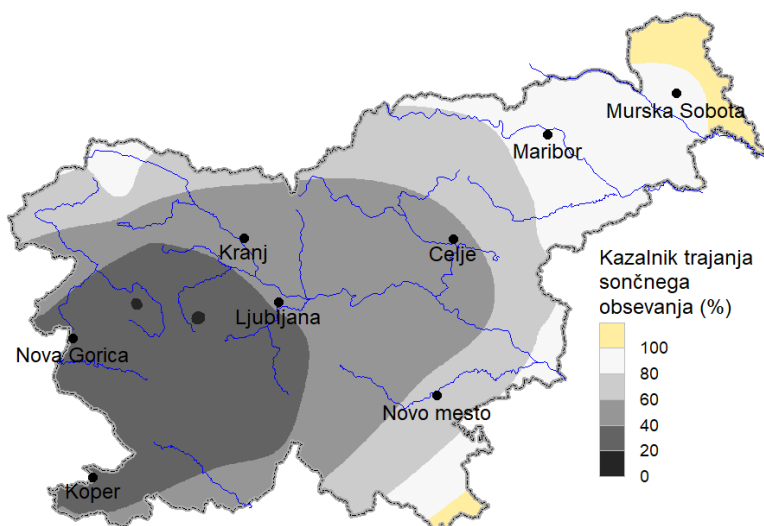 Murska Sobota
Maribor
Kranj
Celje
Ljubljana
Nova Gorica
Novo mesto
Koper
Kazalnik trajanja
sončnega
obsevanja (%)
100
80
60
40
20
0